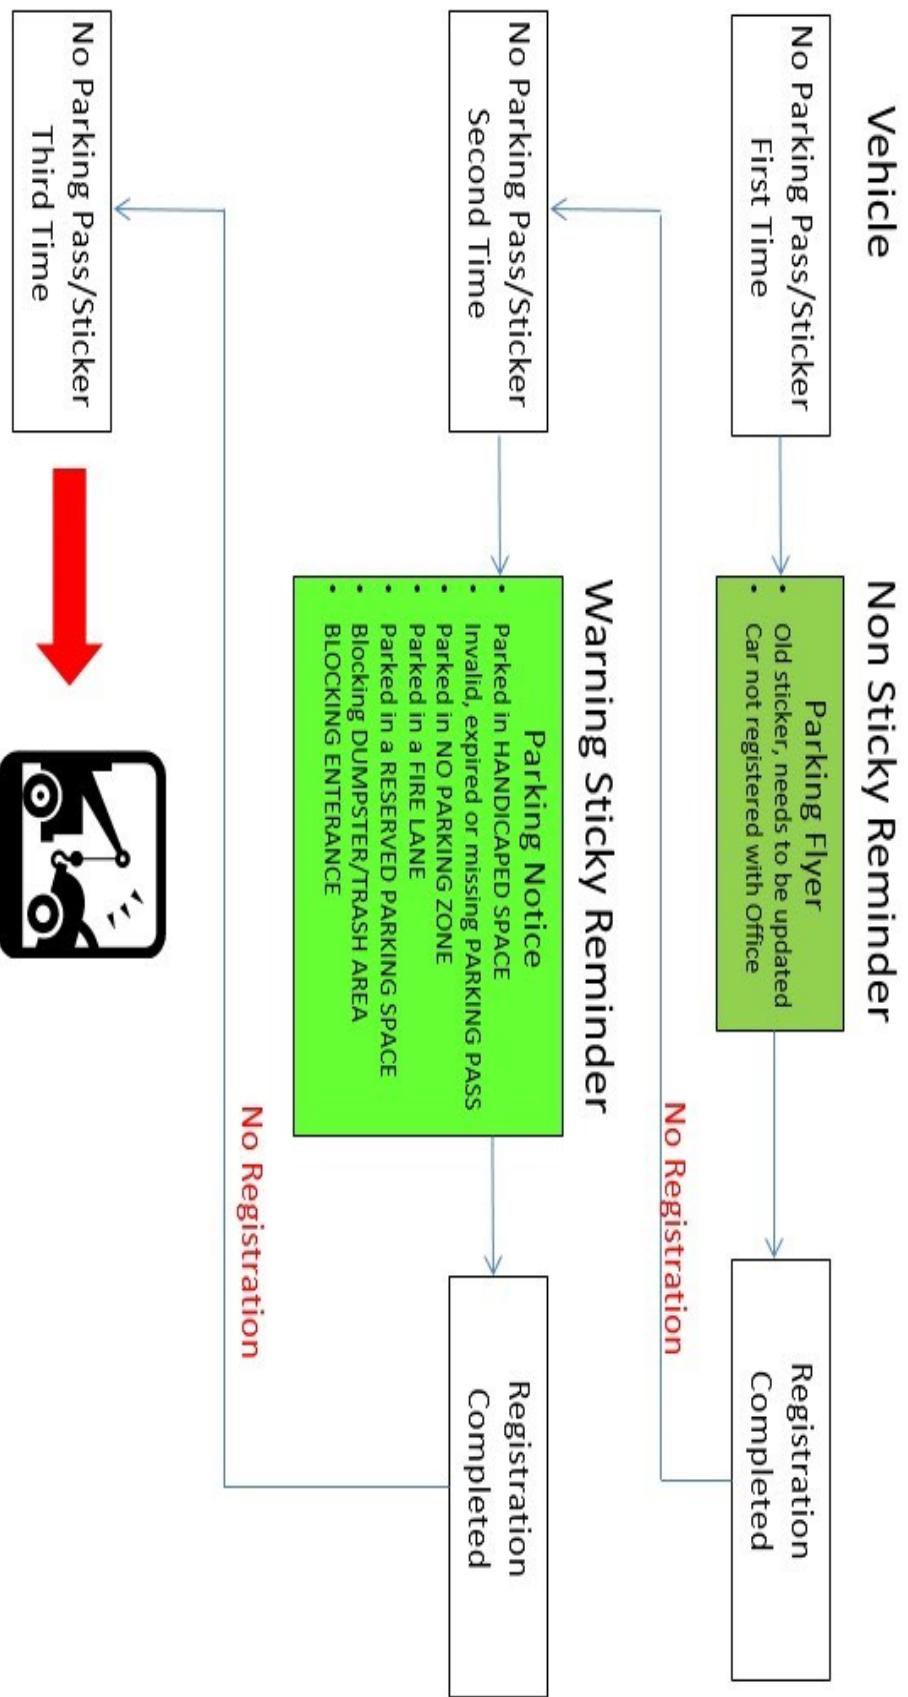 Vehicle
Non Sticky Reminder
No Parking Pass/Sticker
First Time
Parking Flyer
• Old sticker, needs to be updated
• Car not registered with Office
Registration
Completed
No Registration
Warning Sticky Reminder
No Parking Pass/Sticker
Second Time
Parking Notice
• Parked in HANDICAPED SPACE
• Invalid, expired or missing PARKING PASS
• Parked in NO PARKING ZONE
• Parked in a FIRE LANE
• Parked in a RESERVED PARKING SPACE
• Blocking DUMPSTER/TRASH AREA
• BLOCKING ENTERANCE
Registration
Completed
No Registration
No Parking Pass/Sticker
Third Time